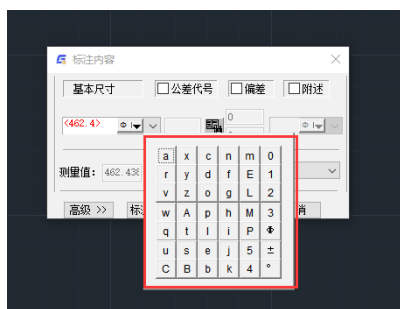 标注内容
基本尺寸 公差代号 偏差 附述
<462.4> Φ 0 Φ
测量值: 462.438
高级 >> 标
a x c n m 0
r y d f E 1
v z o g L 2
w A p h M 3
q t l i P Φ
u s e j 5 ±
C B b k 4 °